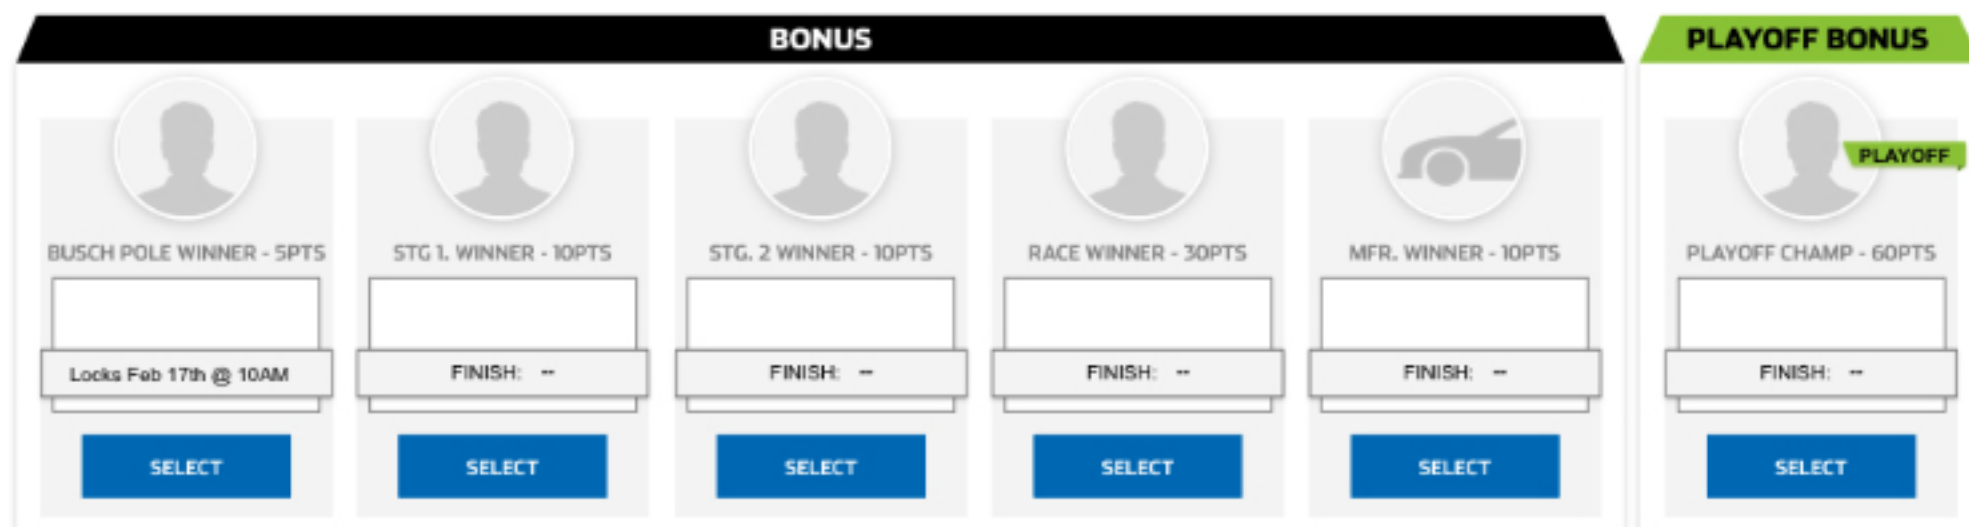 BONUS
PLAYOFF BONUS
PLAYOFF
BUSCH POLE WINNER - 5PTS
STG 1. WINNER - 10PTS
STG. 2 WINNER - 10PTS
RACE WINNER - 30PTS
MFR. WINNER - 10PTS
PLAYOFF CHAMP - 60PTS
Locks Feb 17th @ 10AM
FINISH: --
FINISH: --
FINISH: --
FINISH: --
FINISH: --
SELECT
SELECT
SELECT
SELECT
SELECT
SELECT